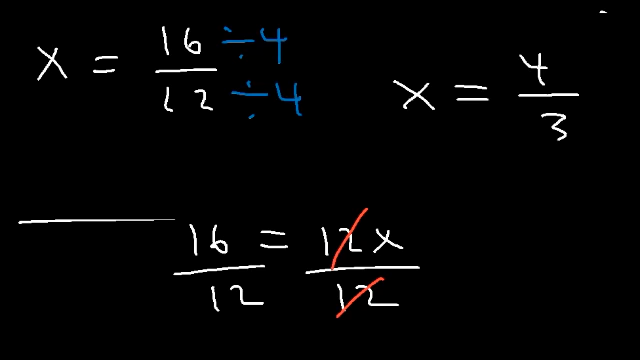 x = 16/12 ÷4/÷4
x = 4/3
16/12 = 12x/12